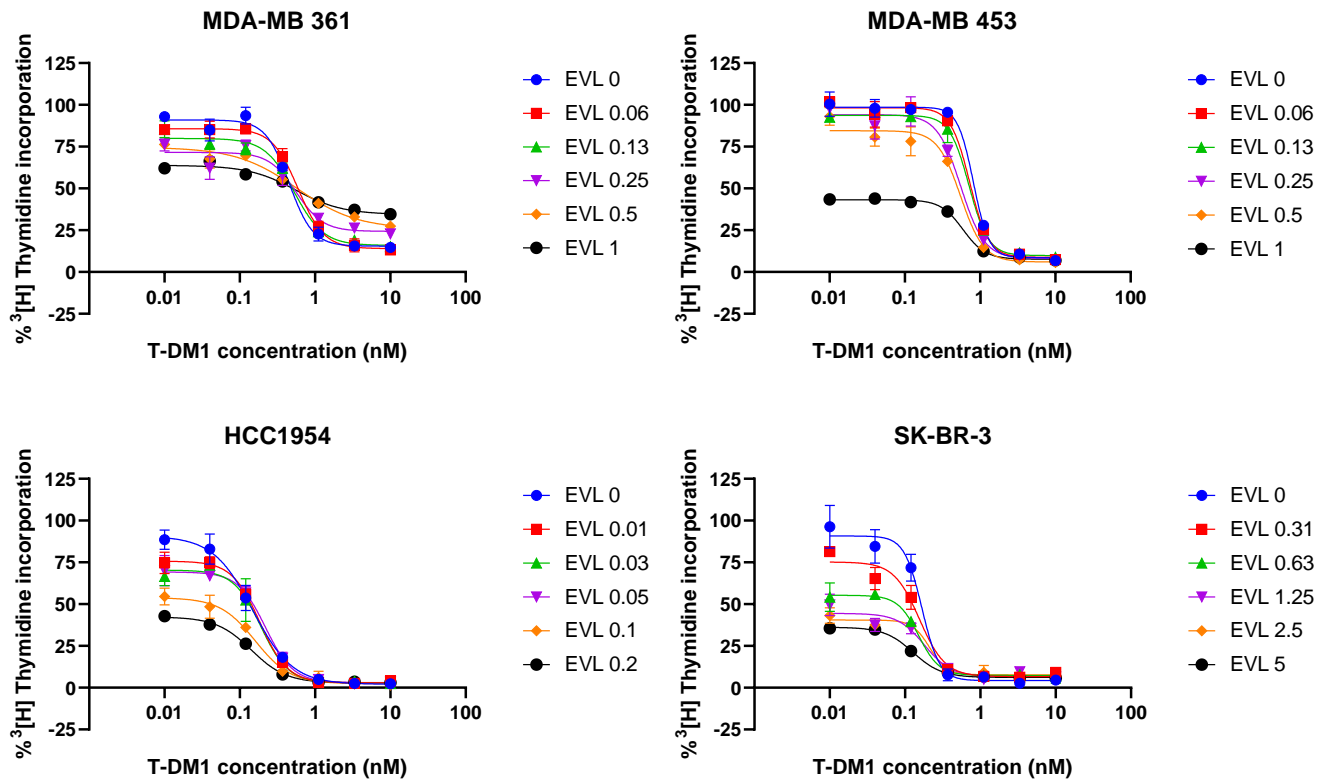 MDA-MB 361
% ³[H] Thymidine incorporation
125
100
75
50
25
0
-25
0.01 0.1 1 10 100
T-DM1 concentration (nM)
EVL 0
EVL 0.06
EVL 0.13
EVL 0.25
EVL 0.5
EVL 1
MDA-MB 453
% ³[H] Thymidine incorporation
125
100
75
50
25
0
-25
0.01 0.1 1 10 100
T-DM1 concentration (nM)
EVL 0
EVL 0.06
EVL 0.13
EVL 0.25
EVL 0.5
EVL 1
HCC1954
% ³[H] Thymidine incorporation
125
100
75
50
25
0
-25
0.01 0.1 1 10 100
T-DM1 concentration (nM)
EVL 0
EVL 0.01
EVL 0.03
EVL 0.05
EVL 0.1
EVL 0.2
SK-BR-3
% ³[H] Thymidine incorporation
125
100
75
50
25
0
-25
0.01 0.1 1 10 100
T-DM1 concentration (nM)
EVL 0
EVL 0.31
EVL 0.63
EVL 1.25
EVL 2.5
EVL 5